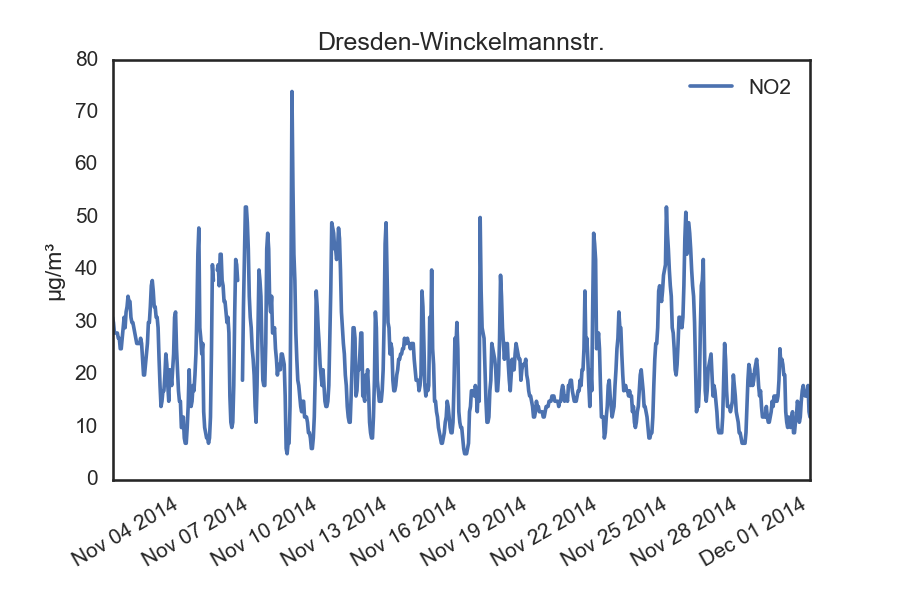 Dresden-Winckelmannstr.
NO2
µg/m³
80
70
60
50
40
30
20
10
0
Nov 04 2014
Nov 07 2014
Nov 10 2014
Nov 13 2014
Nov 16 2014
Nov 19 2014
Nov 22 2014
Nov 25 2014
Nov 28 2014
Dec 01 2014